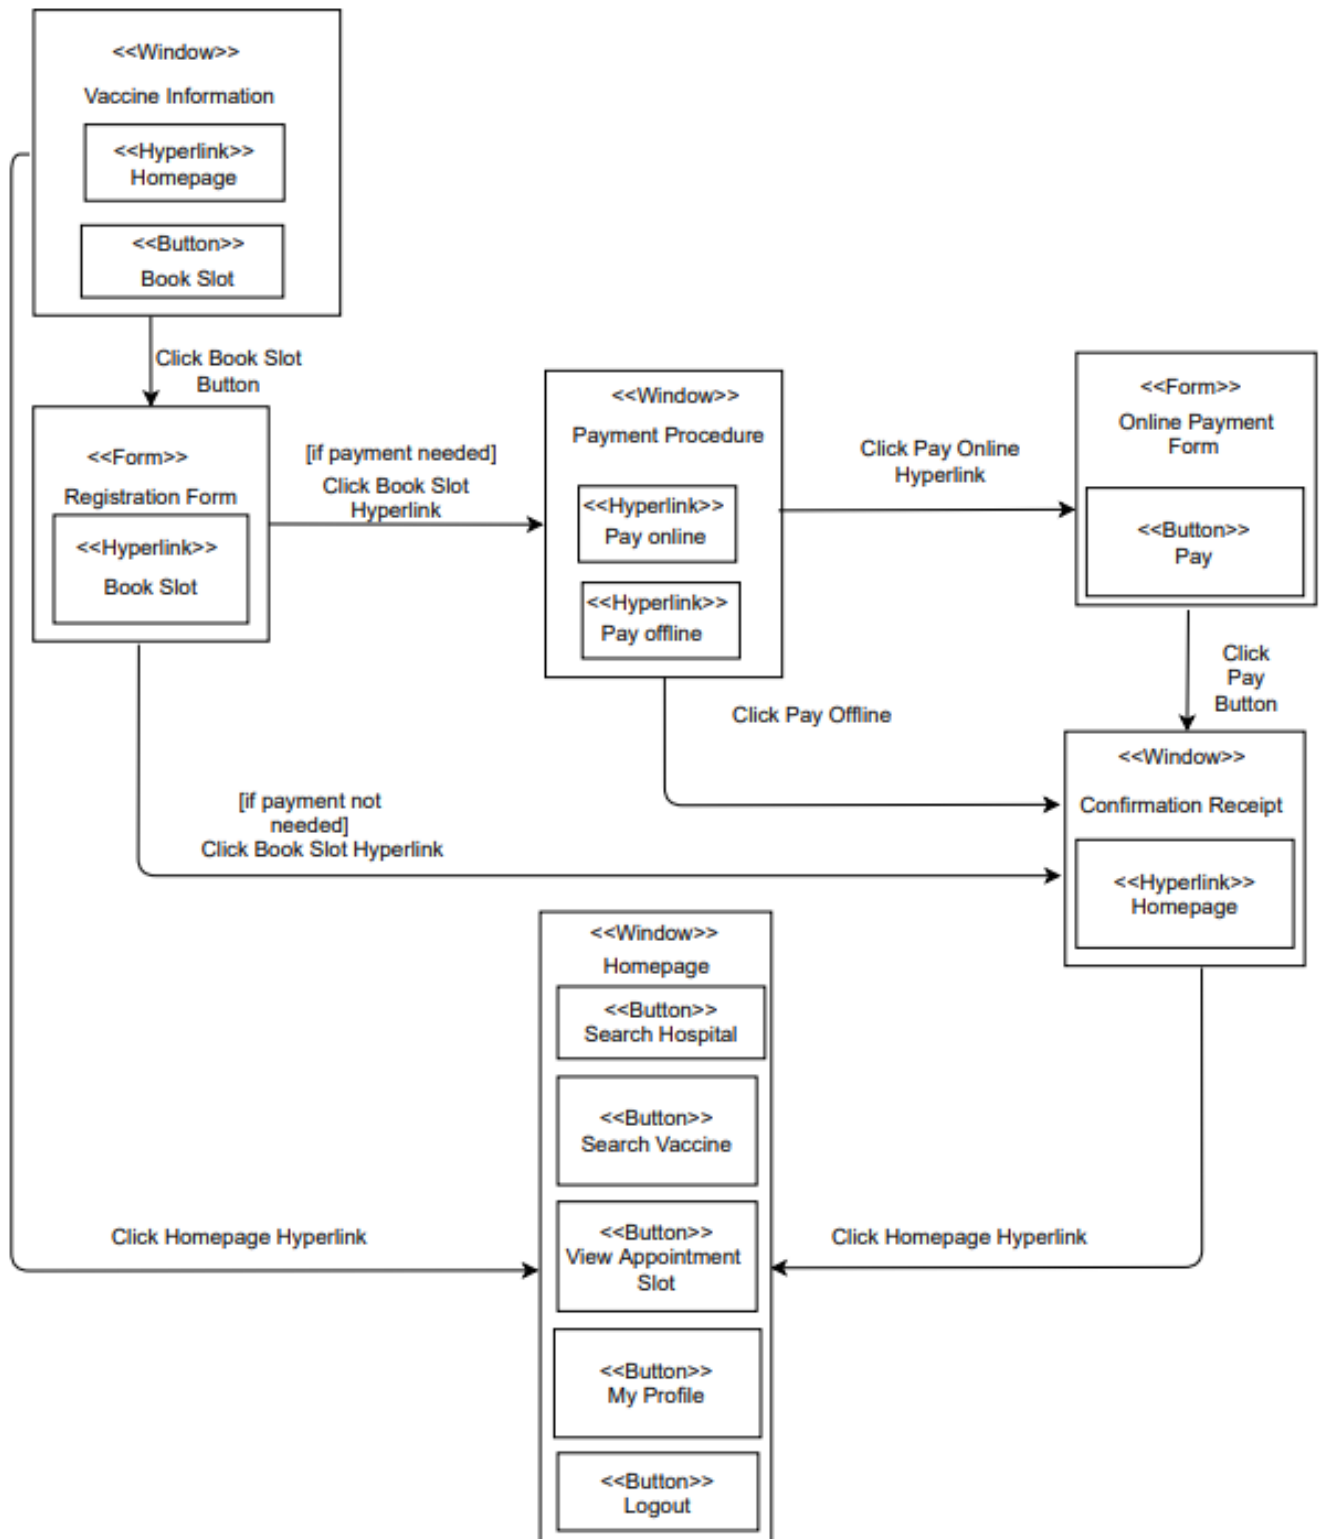 <<Window>>
Vaccine Information
<<Hyperlink>>
Homepage
<<Button>>
Book Slot
Click Book Slot
Button
<<Form>>
Registration Form
<<Hyperlink>>
Book Slot
[if payment needed]
Click Book Slot
Hyperlink
<<Window>>
Payment Procedure
<<Hyperlink>>
Pay online
<<Hyperlink>>
Pay offline
Click Pay Online
Hyperlink
<<Form>>
Online Payment
Form
<<Button>>
Pay
Click
Pay
Button
Click Pay Offline
[if payment not
needed]
Click Book Slot Hyperlink
<<Window>>
Confirmation Receipt
<<Hyperlink>>
Homepage
<<Window>>
Homepage
<<Button>>
Search Hospital
<<Button>>
Search Vaccine
<<Button>>
View Appointment
Slot
<<Button>>
My Profile
<<Button>>
Logout
Click Homepage Hyperlink
Click Homepage Hyperlink